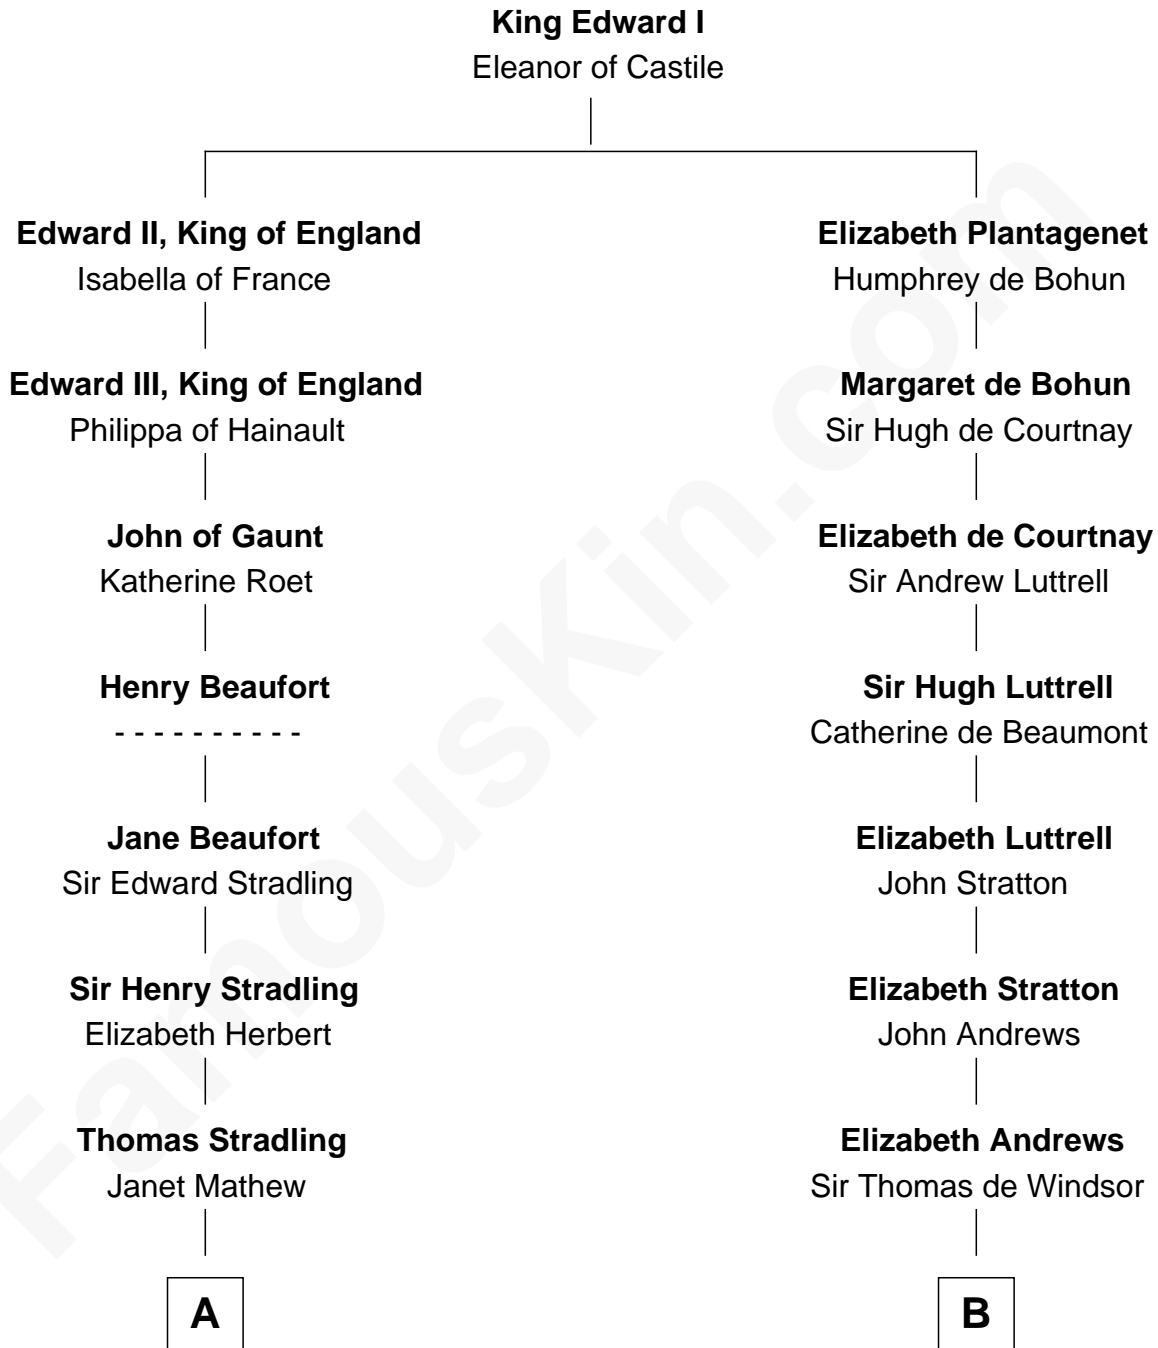 King Edward I
Eleanor of Castile
Edward II, King of England
Isabella of France
Elizabeth Plantagenet
Humphrey de Bohun
Edward III, King of England
Philippa of Hainault
Margaret de Bohun
Sir Hugh de Courtnay
John of Gaunt
Katherine Roet
Elizabeth de Courtnay
Sir Andrew Luttrell
Henry Beaufort
- - - - - - - - - -
Sir Hugh Luttrell
Catherine de Beaumont
Jane Beaufort
Sir Edward Stradling
Elizabeth Luttrell
John Stratton
Sir Henry Stradling
Elizabeth Herbert
Elizabeth Stratton
John Andrews
Thomas Stradling
Janet Mathew
Elizabeth Andrews
Sir Thomas de Windsor
A
B
FamousKin.com